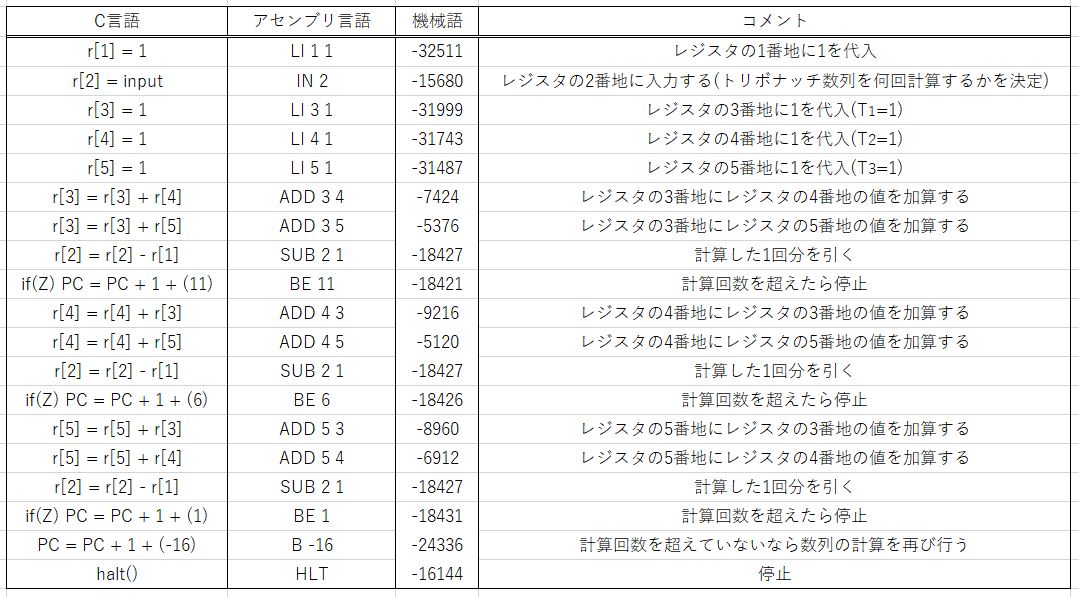 C言語 アセンブリ言語 機械語 コメント
r[1] = 1 LI 1 1 -32511 レジスタの1番地に1を代入
r[2] = input IN 2 -15680 レジスタの2番地に入力する(トリボナッチ数列を何回計算するかを決定)
r[3] = 1 LI 3 1 -31999 レジスタの3番地に1を代入(T1=1)
r[4] = 1 LI 4 1 -31743 レジスタの4番地に1を代入(T2=1)
r[5] = 1 LI 5 1 -31487 レジスタの5番地に1を代入(T3=1)
r[3] = r[3] + r[4] ADD 3 4 -7424 レジスタの3番地にレジスタの4番地の値を加算する
r[3] = r[3] + r[5] ADD 3 5 -5376 レジスタの3番地にレジスタの5番地の値を加算する
r[2] = r[2] - r[1] SUB 2 1 -18427 計算した1回分を引く
if(Z) PC = PC + 1 + (11) BE 11 -18421 計算回数を超えたら停止
r[4] = r[4] + r[3] ADD 4 3 -9216 レジスタの4番地にレジスタの3番地の値を加算する
r[4] = r[4] + r[5] ADD 4 5 -5120 レジスタの4番地にレジスタの5番地の値を加算する
r[2] = r[2] - r[1] SUB 2 1 -18427 計算した1回分を引く
if(Z) PC = PC + 1 + (6) BE 6 -18426 計算回数を超えたら停止
r[5] = r[5] + r[3] ADD 5 3 -8960 レジスタの5番地にレジスタの3番地の値を加算する
r[5] = r[5] + r[4] ADD 5 4 -6912 レジスタの5番地にレジスタの4番地の値を加算する
r[2] = r[2] - r[1] SUB 2 1 -18427 計算した1回分を引く
if(Z) PC = PC + 1 + (1) BE 1 -18431 計算回数を超えたら停止
PC = PC + 1 + (-16) B -16 -24336 計算回数を超えていないなら数列の計算を再び行う
halt() HLT -16144 停止